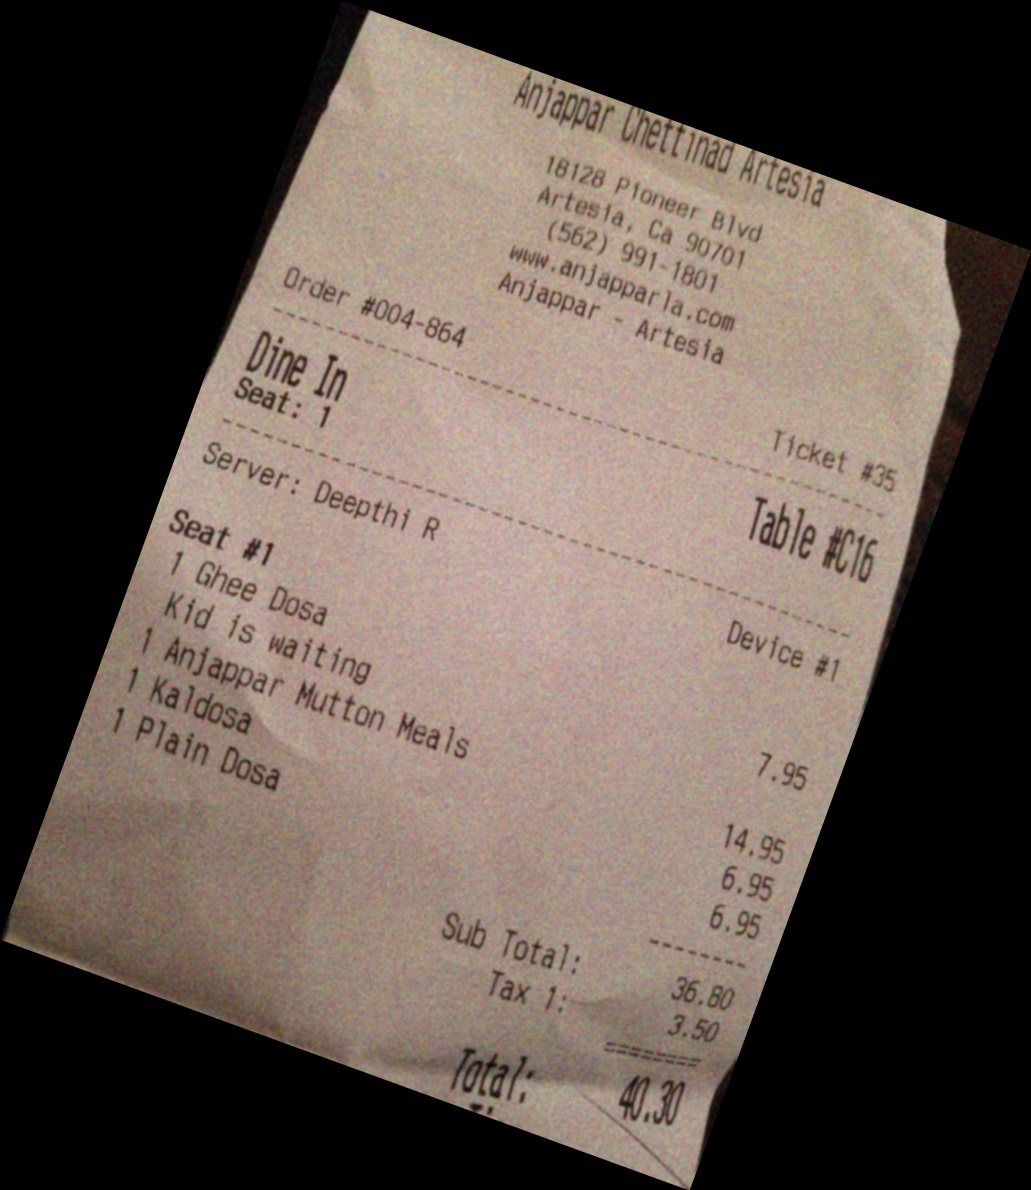 Anjappar Chettinad Artesia
18128 Pioneer Blvd
Artesia, Ca 90701
(562) 991-1801
www.anjapparla.com
Anjappar - Artesia
Order #004-864 Ticket #35
Dine In Table #C16
Seat: 1
Server: Deepthi R Device #1
Seat #1
1 Ghee Dosa 7.95
Kid is waiting
1 Anjappar Mutton Meals 14.95
1 Kaldosa 6.95
1 Plain Dosa 6.95
Sub Total: 36.80
Tax 1: 3.50
Total: 40.30